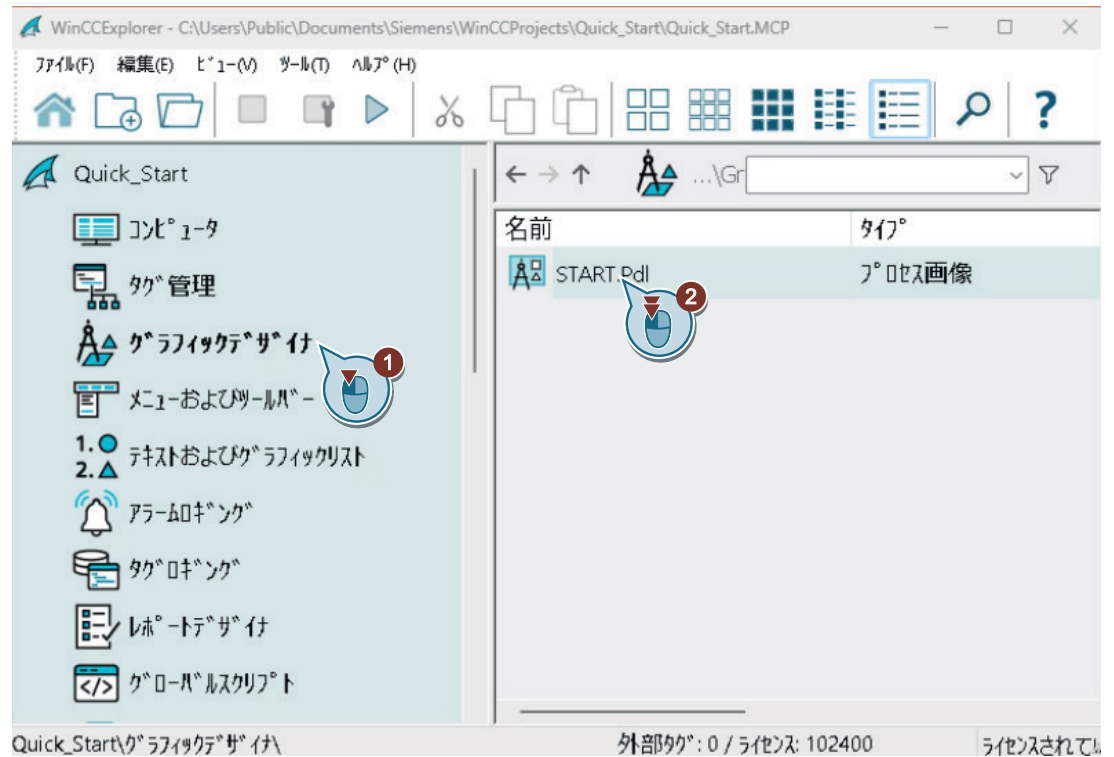 WinCCExplorer - C:\Users\Public\Documents\Siemens\WinCCProjects\Quick_Start\Quick_Start.MCP
ﾌｧｲﾙ(F) 編集(E) ﾋﾞｭｰ(V) ﾂｰﾙ(T) ﾍﾙﾌﾟ(H)
Quick_Start
...\Gr
名前 ﾀｲﾌﾟ
ｺﾝﾋﾟｭｰﾀ
START.Pdl ﾌﾟﾛｾｽ画像
2
ﾀｸﾞ管理
ｸﾞﾗﾌｨｯｸﾃﾞｻﾞｲﾅ
1
ﾒﾆｭｰおよびﾂｰﾙﾊﾞｰ
1.
2.
ﾃｷｽﾄおよびｸﾞﾗﾌｨｯｸﾘｽﾄ
ｱﾗｰﾑﾛｷﾞﾝｸﾞ
ﾀｸﾞﾛｷﾞﾝｸﾞ
ﾚﾎﾟｰﾄﾃﾞｻﾞｲﾅ
ｸﾞﾛｰﾊﾞﾙｽｸﾘﾌﾟﾄ
Quick_Start\ｸﾞﾗﾌｨｯｸﾃﾞｻﾞｲﾅ\ 外部ﾀｸﾞ: 0 / ﾗｲｾﾝｽ: 102400 ﾗｲｾﾝｽされて